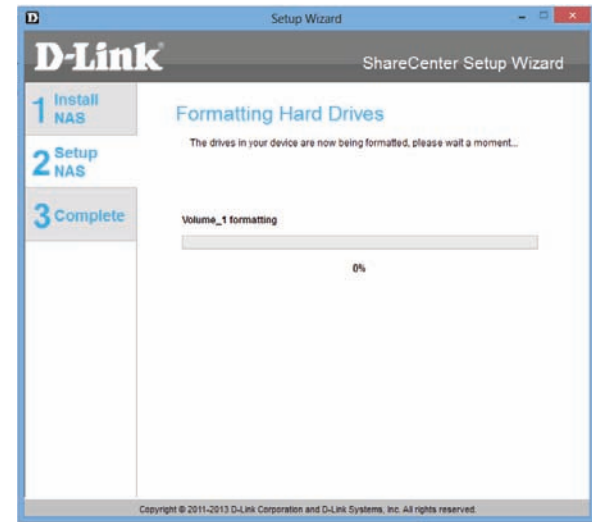 Setup Wizard
D-Link
ShareCenter Setup Wizard
1 Install
NAS
2 Setup
NAS
3 Complete
Formatting Hard Drives
The drives in your device are now being formatted, please wait a moment...
Volume_1 formatting
0%
Copyright © 2011-2013 D-Link Corporation and D-Link Systems, Inc. All rights reserved.